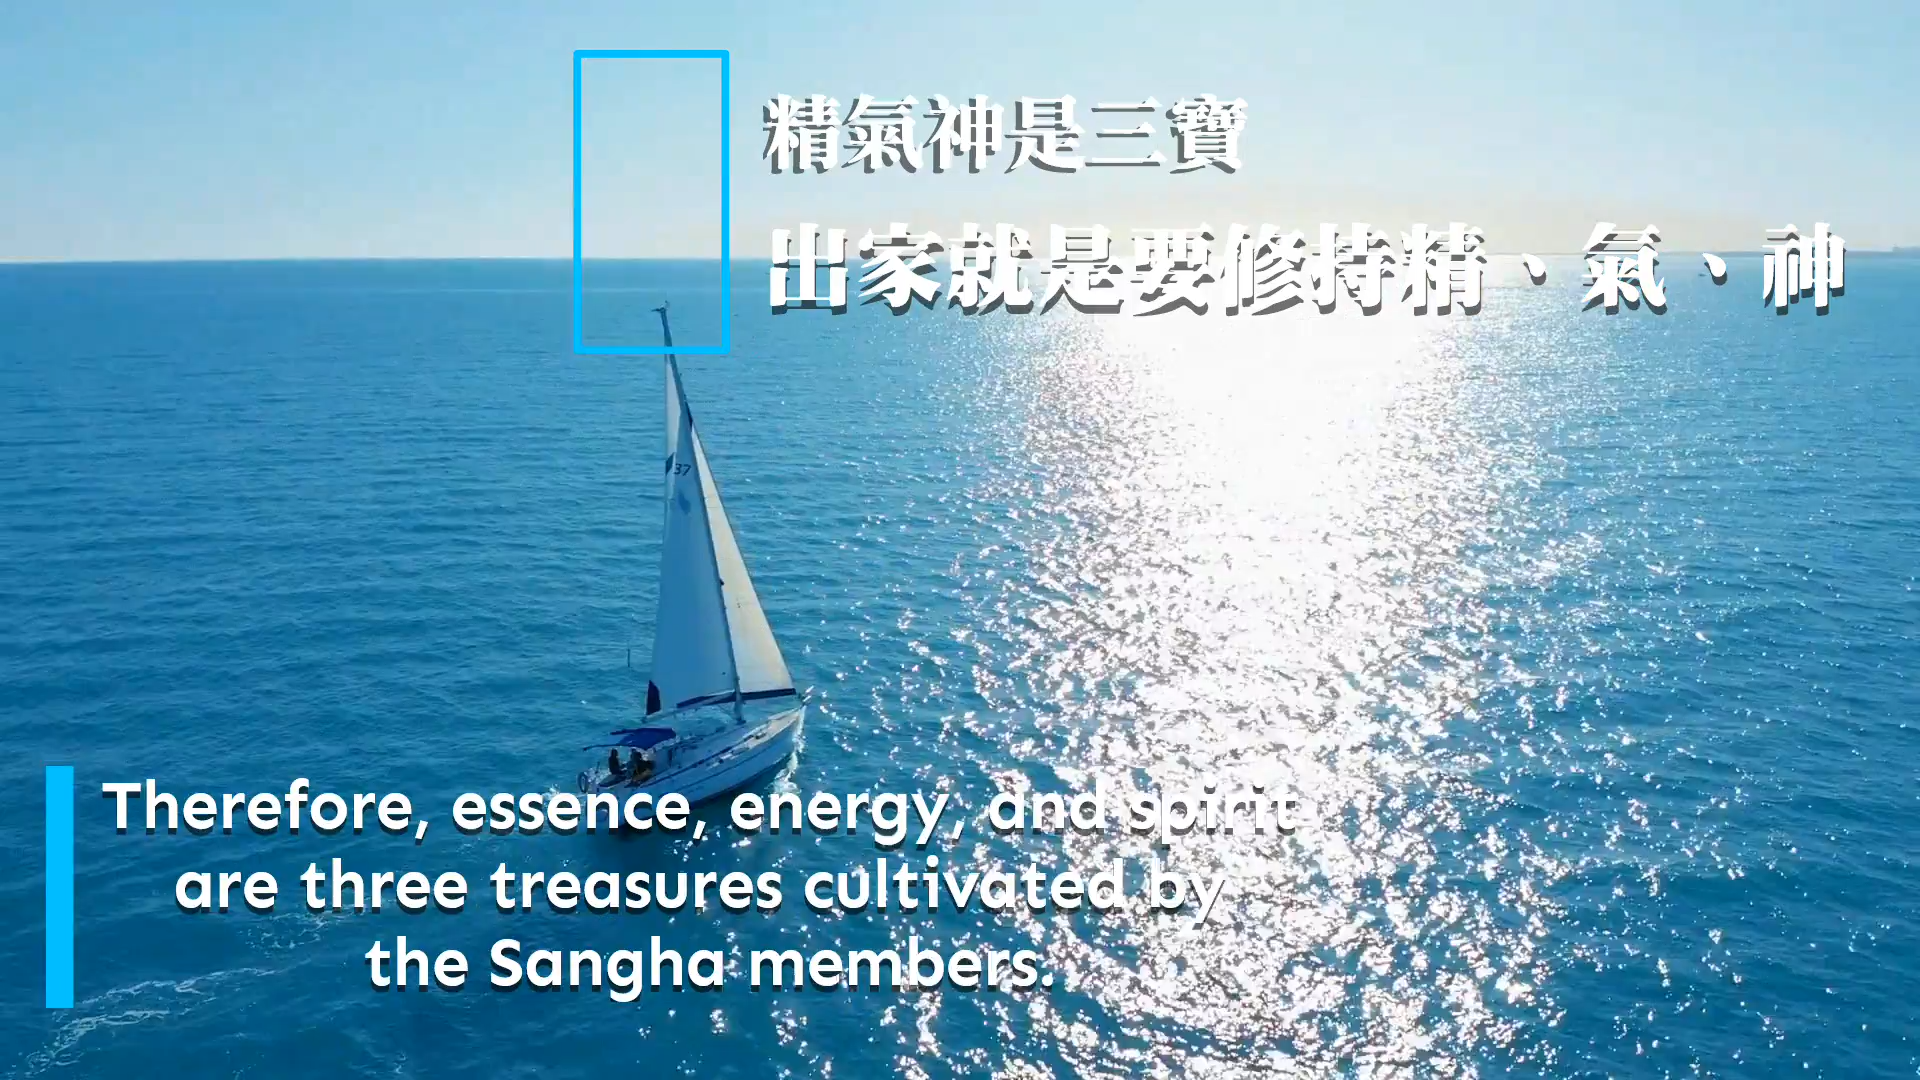 精氣神是三寶
出家就是要修持精、氣、神
37
Therefore, essence, energy, and spirit
are three treasures cultivated by
the Sangha members.